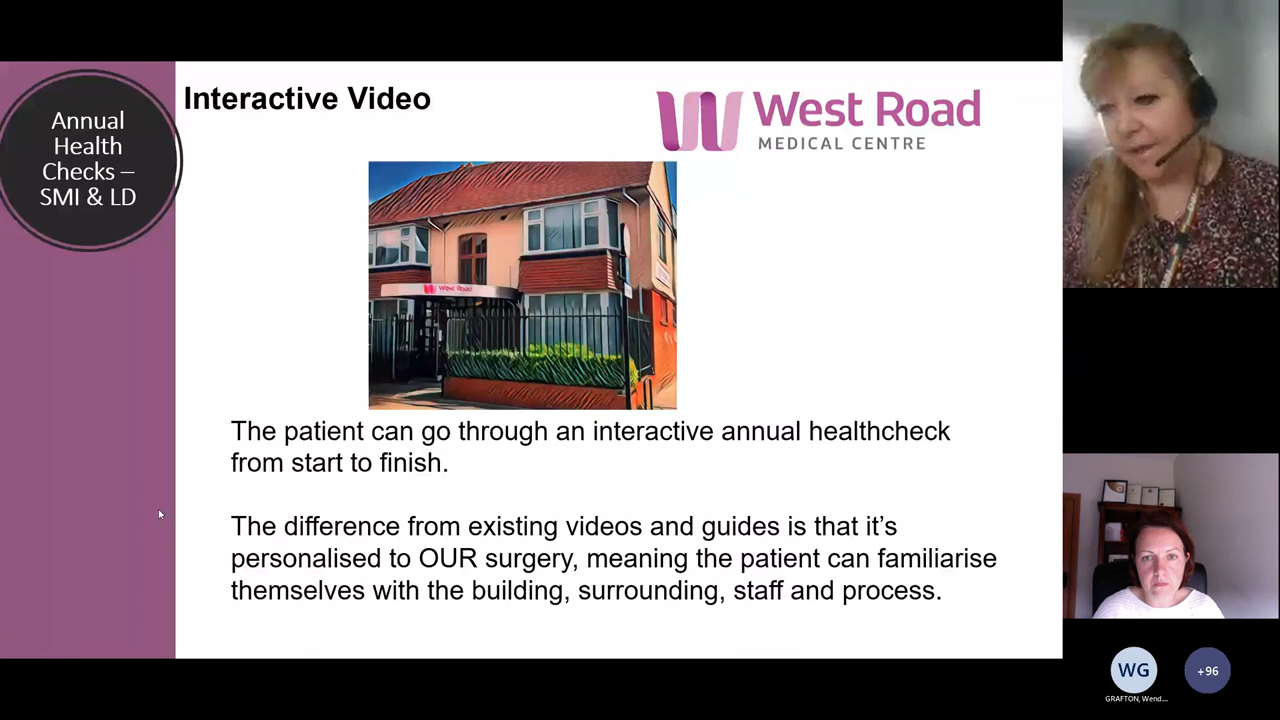 Annual
Health
Checks –
SMI & LD
Interactive Video
West Road
MEDICAL CENTRE
West Road
The patient can go through an interactive annual healthcheck
from start to finish.
The difference from existing videos and guides is that it’s
personalised to OUR surgery, meaning the patient can familiarise
themselves with the building, surrounding, staff and process.
WG
+96
GRAFTON, Wend...